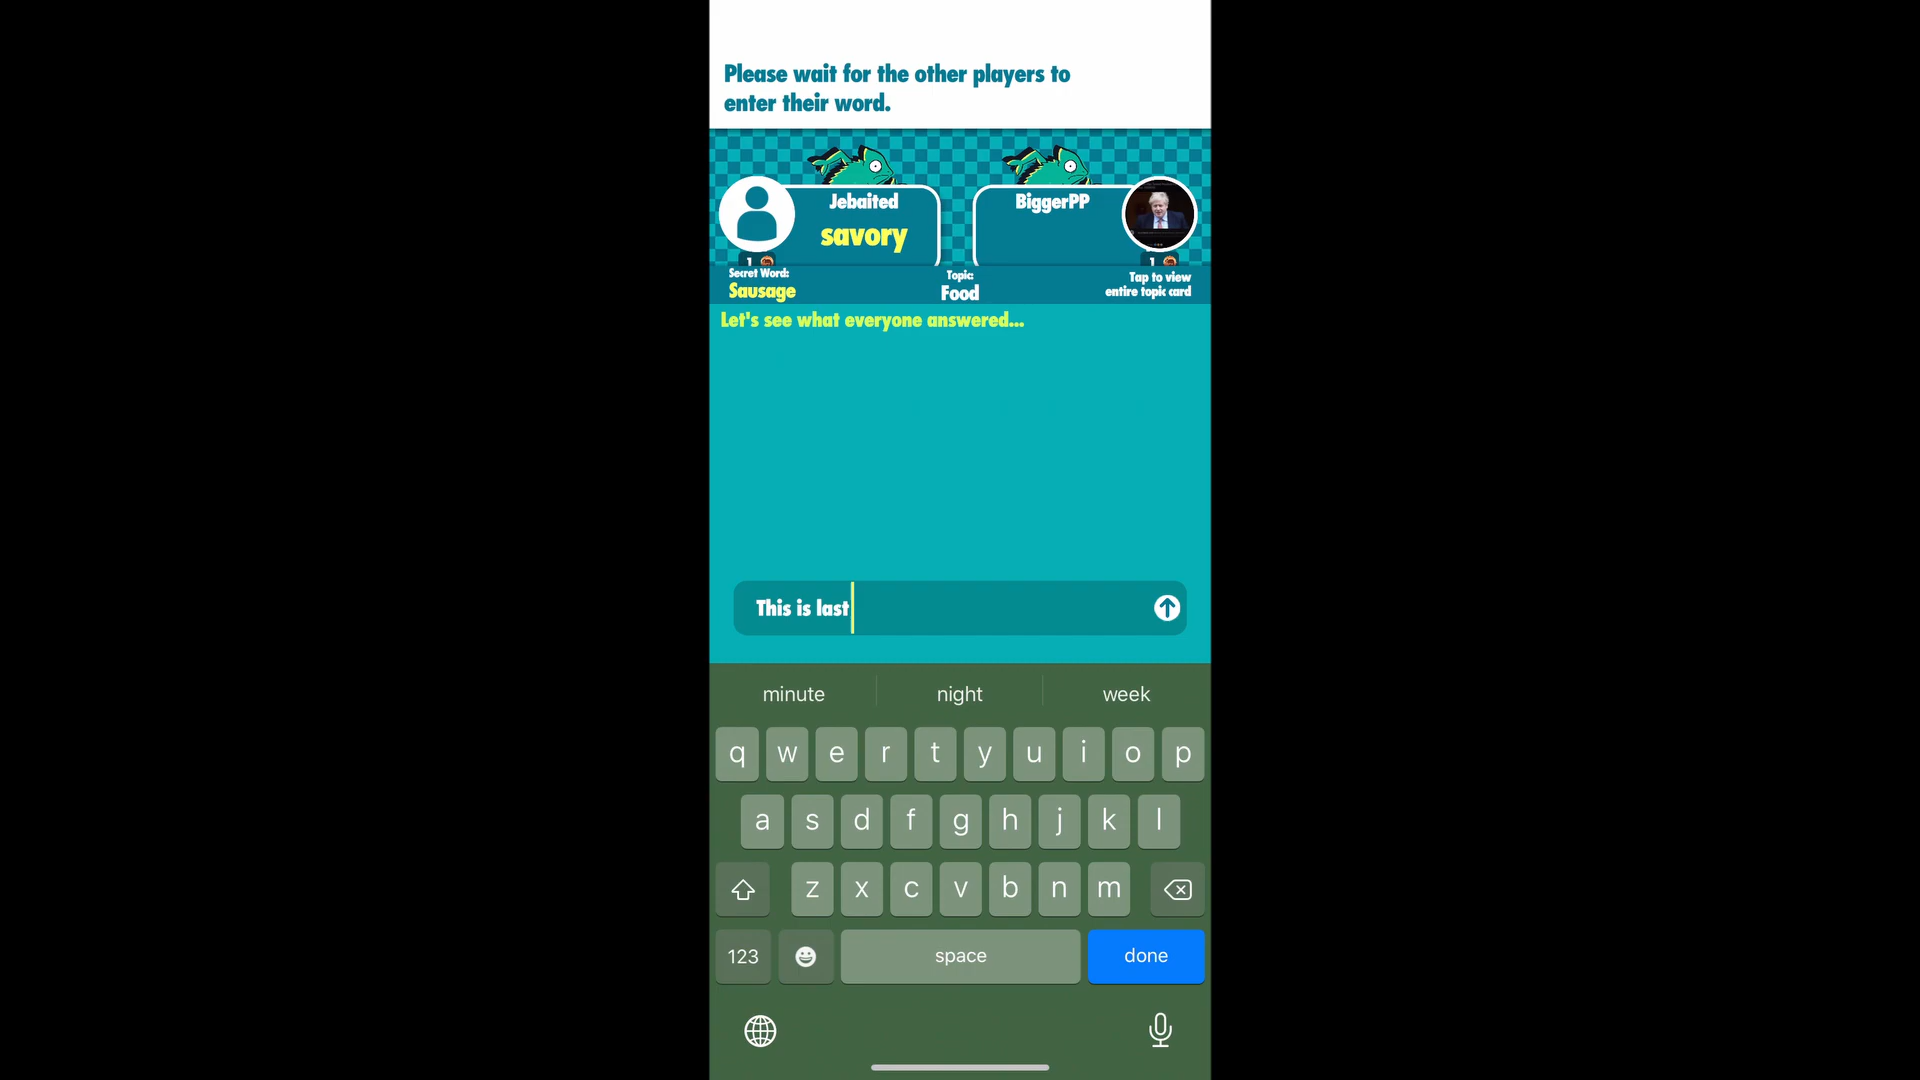 Please wait for the other players to
enter their word.
Jebaited
savory
BiggerPP
1
1
Secret Word:
Sausage
Topic:
Food
Tap to view
entire topic card
Let's see what everyone answered...
This is last
minute night week
q w e r t y u i o p
a s d f g h j k l
z x c v b n m
123 space done